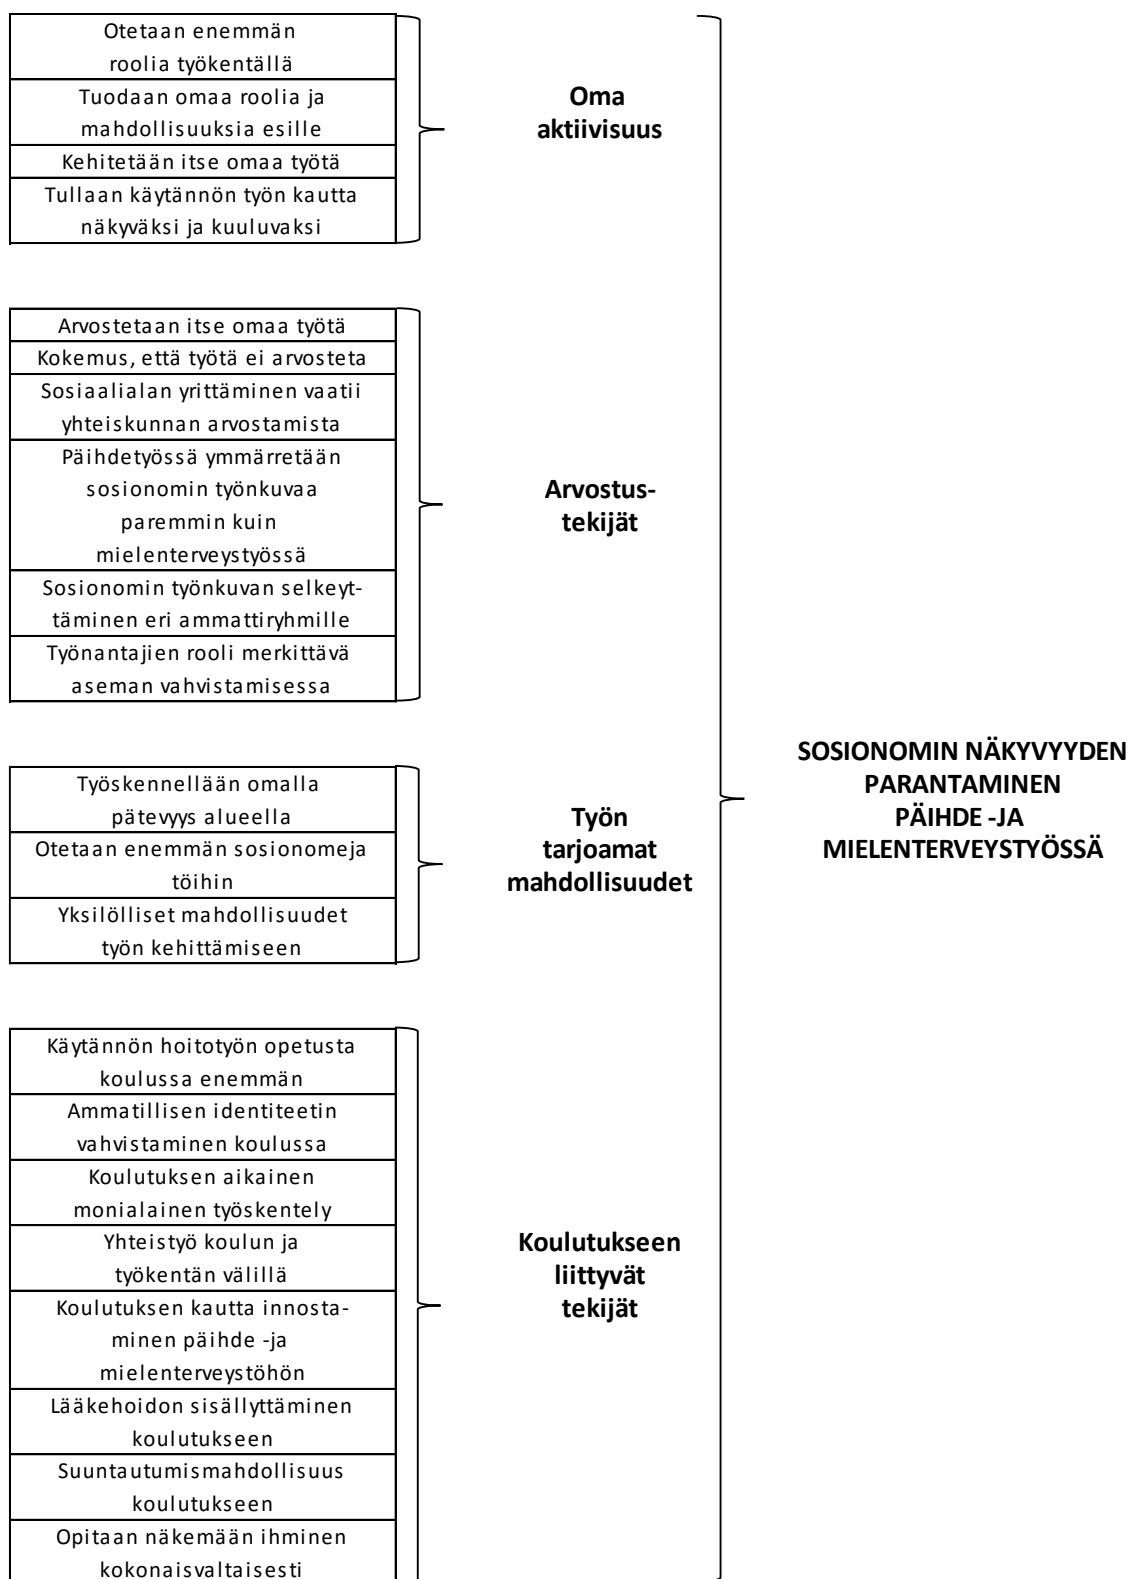 Otetaan enemmän
roolia työkentällä
Tuodaan omaa roolia ja
mahdollisuuksia esille
Kehitetään itse omaa työtä
Tullaan käytännön työn kautta
näkyväksi ja kuuluvaksi
Oma
aktiivisuus
Arvostetaan itse omaa työtä
Kokemus, että työtä ei arvosteta
Sosiaalialan yrittäminen vaatii
yhteiskunnan arvostamista
Päihdetyössä ymmärretään
sosionomin työnkuvaa
paremmin kuin
mielenterveystyössä
Sosionomin työnkuvan selkeyt-
täminen eri ammattiryhmille
Työnantajien rooli merkittävä
aseman vahvistamisessa
Arvostus-
tekijät
Työskennellään omalla
pätevyys alueella
Otetaan enemmän sosionomeja
töihin
Yksilölliset mahdollisuudet
työn kehittämiseen
Työn
tarjoamat
mahdollisuudet
Käytännön hoitotyön opetusta
koulussa enemmän
Ammatillisen identiteetin
vahvistaminen koulussa
Koulutuksen aikainen
monialainen työskentely
Yhteistyö koulun ja
työkentän välillä
Koulutuksen kautta innosta-
minen päihde -ja
mielenterveystöhön
Lääkehoidon sisällyttäminen
koulutukseen
Suuntautumismahdollisuus
koulutukseen
Opitaan näkemään ihminen
kokonaisvaltaisesti
Koulutukseen
liittyvät
tekijät
SOSIONOMIN NÄKYVYYDEN
PARANTAMINEN
PÄIHDE -JA
MIELENTERVEYSTYÖSSÄ